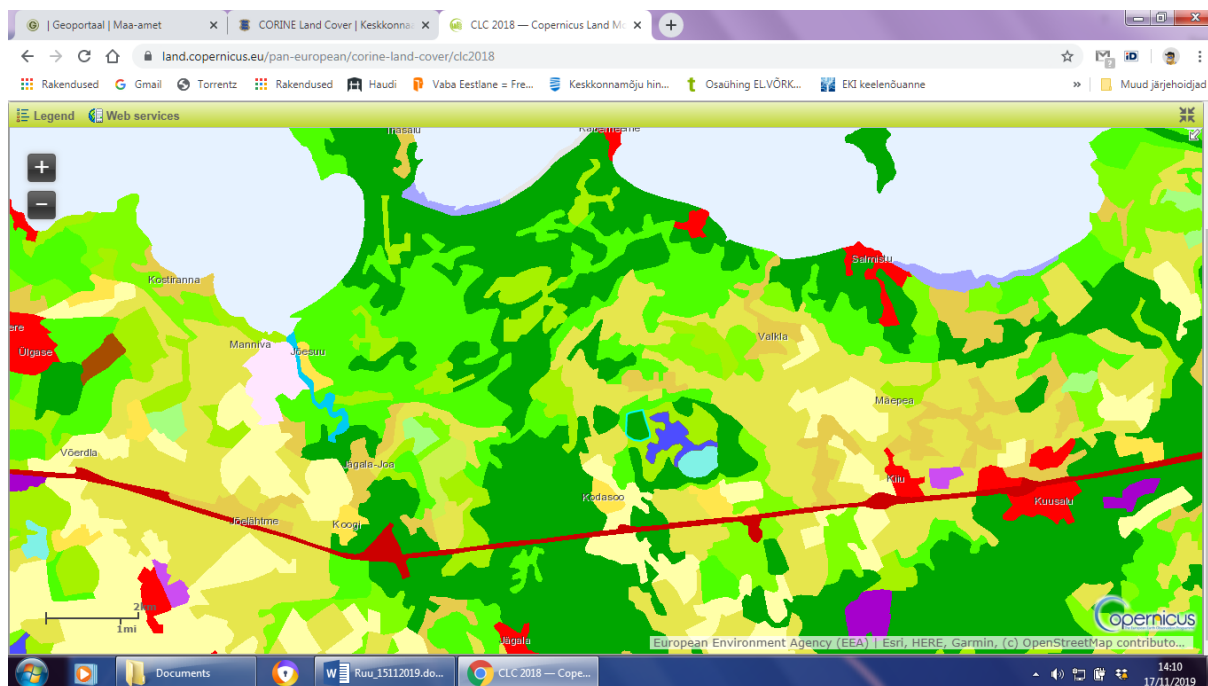 | Geoportaal | Maa-amet
CORINE Land Cover | Keskkonna
CLC 2018 — Copernicus Land Mo
land.copernicus.eu/pan-european/corine-land-cover/clc2018
Rakendused
Gmail
Torrentz
Rakendused
Haudi
Vaba Eestlane = Fre...
Keskkonnamõju hin...
Osaühing EL.VÕRK...
EKI keelenõuanne
»
Muud järjehoidjad
Legend
Web services
Ihasalu
Kaberneeme
Salmistu
Kostiranna
Ülgase
Manniva
Jõesuu
Valkla
Mäepea
Võerdla
Jägala-Joa
Kiiu
Kodasoo
Kuusalu
Jõelähtme
Koogi
2km
1mi
Jägala
Copernicus
European Environment Agency (EEA) | Esri, HERE, Garmin, (c) OpenStreetMap contributo...
Documents
Ruu_15112019.do...
CLC 2018 — Cope...
14:10
17/11/2019